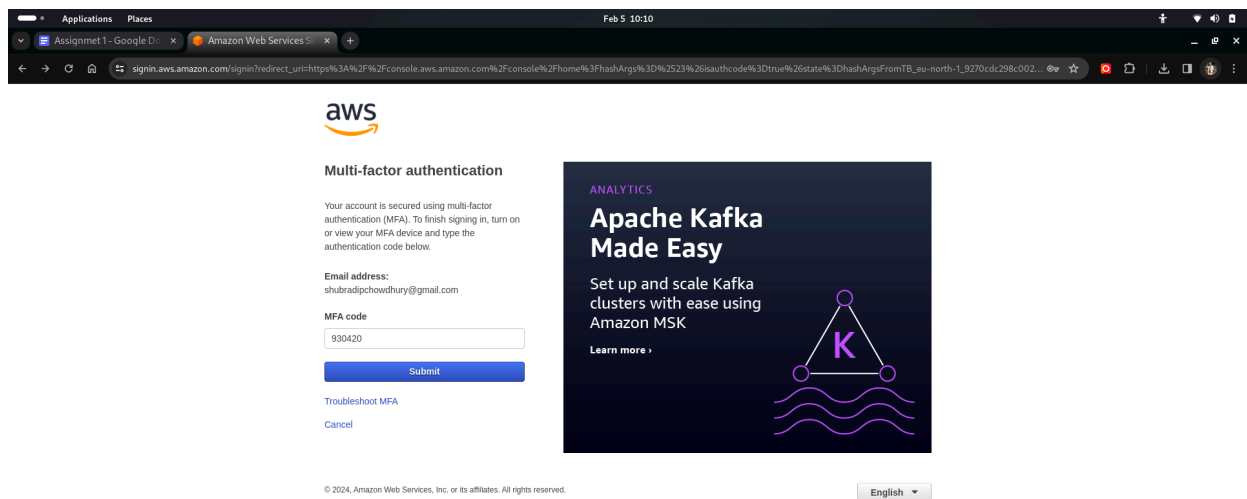 Applications Places Feb 5 10:10
Assignmet 1 - Google Do Amazon Web Services Si
signin.aws.amazon.com/signin?redirect_uri=https%3A%2F%2Fconsole.aws.amazon.com%2Fconsole%2Fhome%3FhashArgs%3D%2523%26isauthcode%3Dtrue%26state%3DhashArgsFromTB_eu-north-1_9270cdc298c002...
aws
Multi-factor authentication
Your account is secured using multi-factor
authentication (MFA). To finish signing in, turn on
or view your MFA device and type the
authentication code below.
Email address:
shubradipchowdhury@gmail.com
MFA code
930420
Submit
Troubleshoot MFA
Cancel
ANALYTICS
Apache Kafka
Made Easy
Set up and scale Kafka
clusters with ease using
Amazon MSK
Learn more ›
K
© 2024, Amazon Web Services, Inc. or its affiliates. All rights reserved.
English